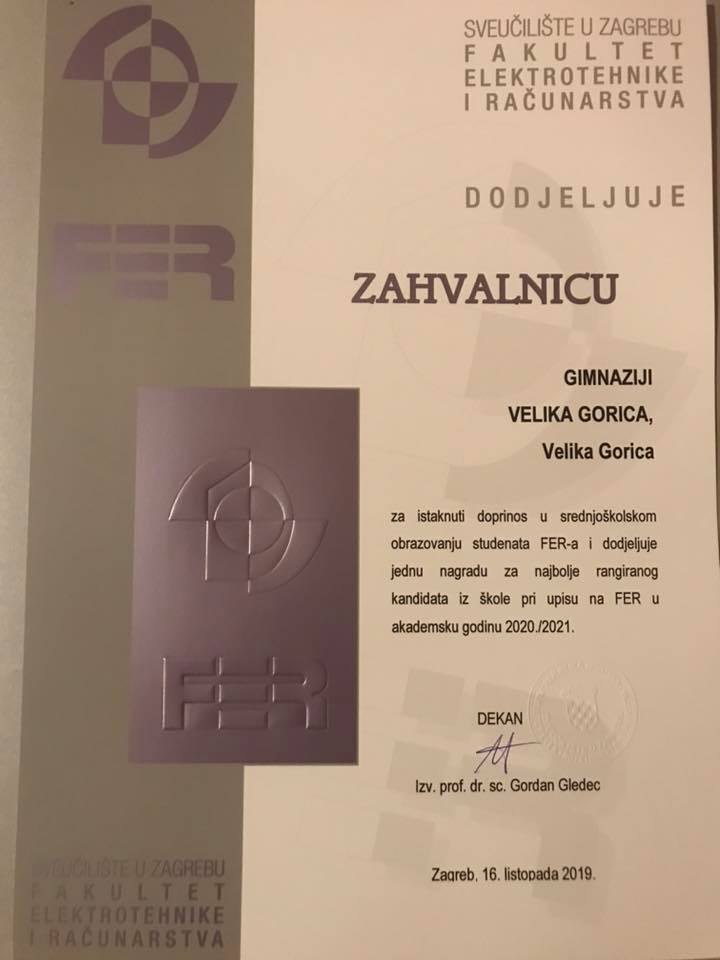 SVEUČILIŠTE U ZAGREBU
FAKULTET
ELEKTROTEHNIKE
I RAČUNARSTVA
DODJELJUJE
FER
ZAHVALNICU
GIMNAZIJI
VELIKA GORICA,
Velika Gorica
za istaknuti doprinos u srednjoškolskom
obrazovanju studenata FER-a i dodjeljuje
jednu nagradu za najbolje rangiranog
kandidata iz škole pri upisu na FER u
akademsku godinu 2020./2021.
FER
DEKAN
Izv. prof. dr. sc. Gordan Gledec
Zagreb, 16. listopada 2019.
SVEUČILIŠTE U ZAGREBU
FAKULTET
ELEKTROTEHNIKE
I RAČUNARSTVA